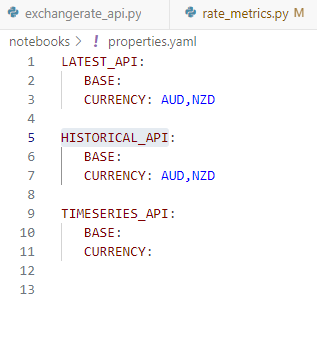 exchangerate_api.py rate_metrics.py M
notebooks > ! properties.yaml
1 LATEST_API:
2 BASE:
3 CURRENCY: AUD,NZD
4
5 HISTORICAL_API:
6 BASE:
7 CURRENCY: AUD,NZD
8
9 TIMESERIES_API:
10 BASE:
11 CURRENCY:
12
13